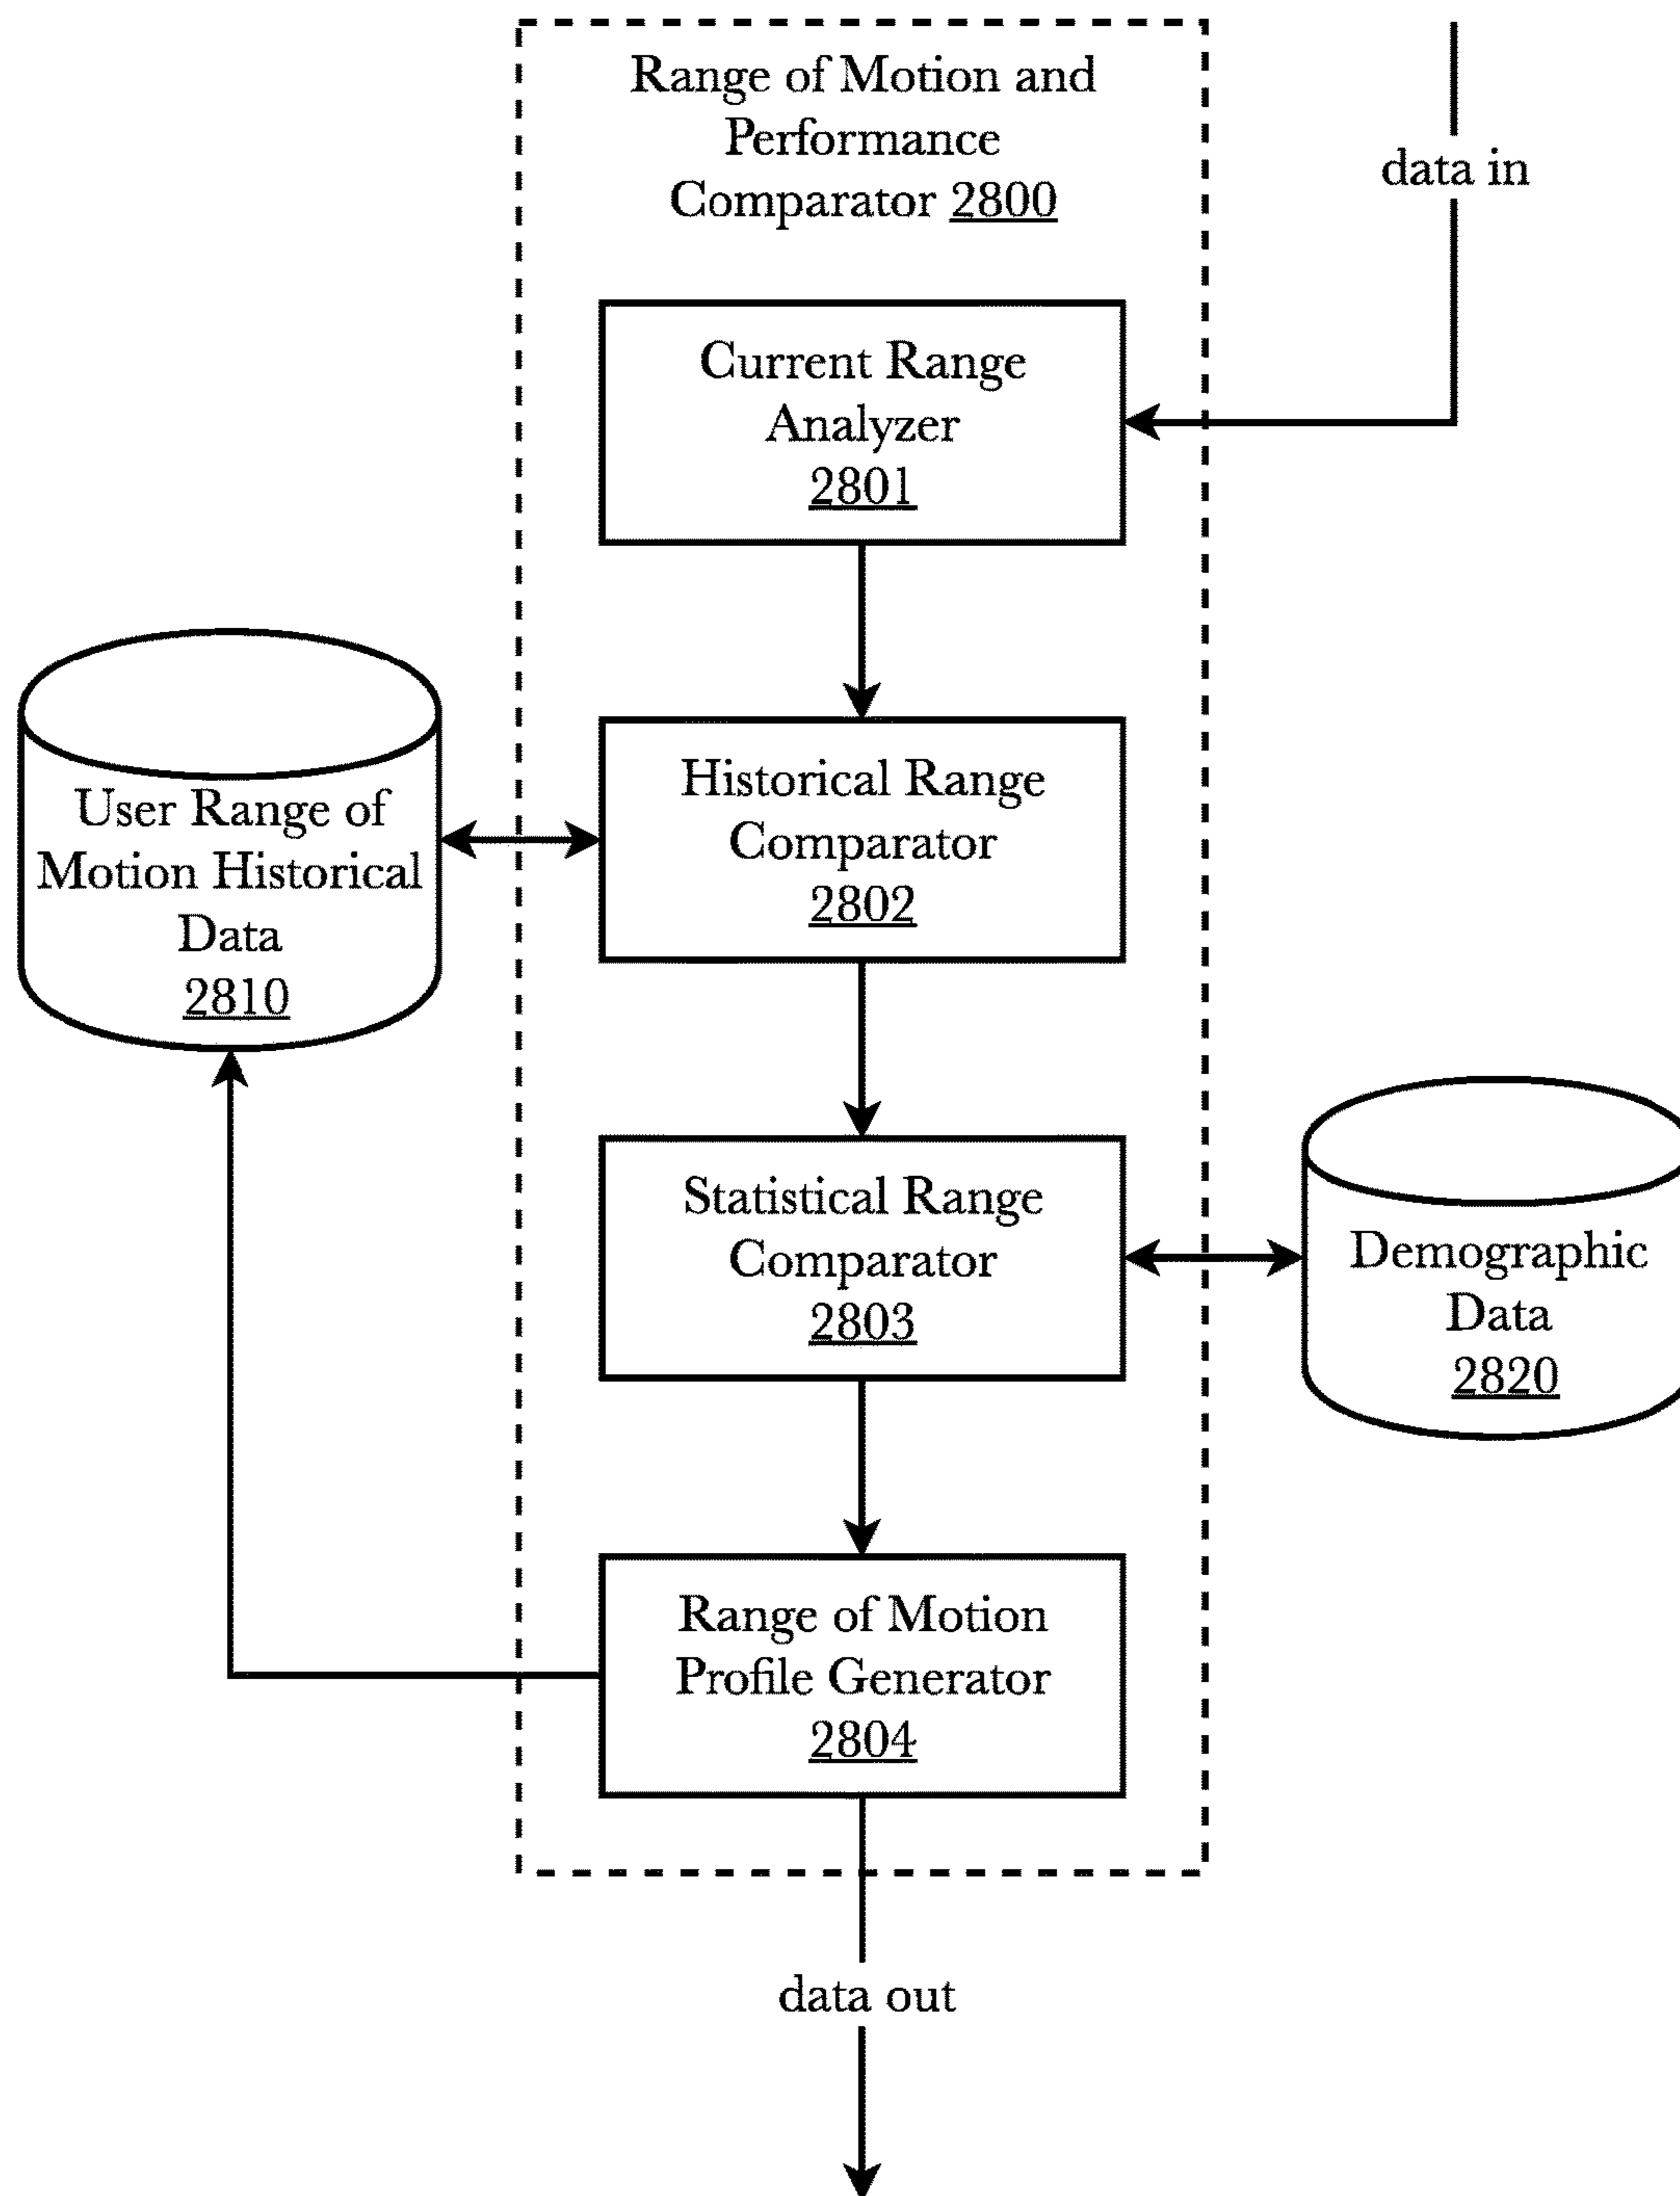 Range of Motion and
Performance
Comparator 2800
data in
Current Range
Analyzer
2801
User Range of
Motion Historical
Data
2810
Historical Range
Comparator
2802
Statistical Range
Comparator
2803
Demographic
Data
2820
Range of Motion
Profile Generator
2804
data out